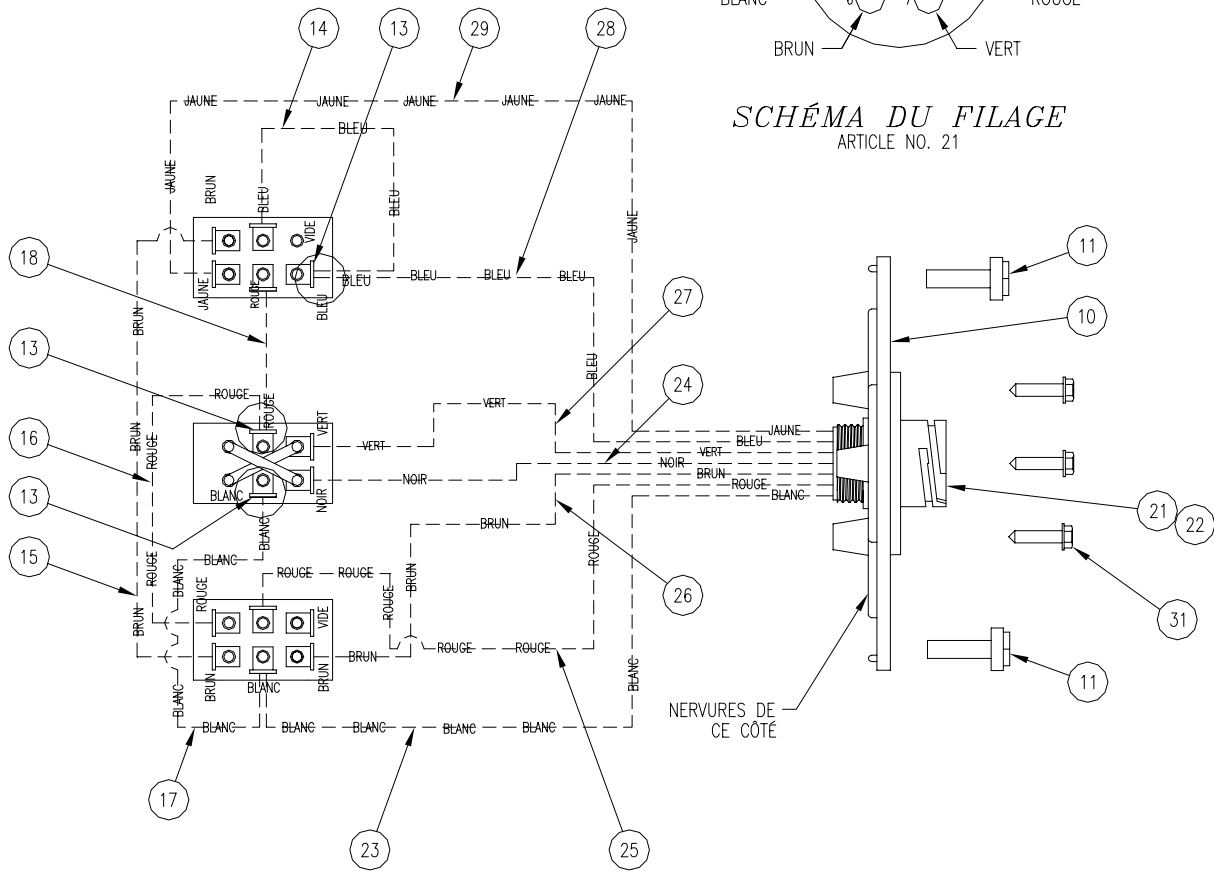 BLANC
6
7
ROUGE
BRUN
VERT
14
29
13
28
JAUNE JAUNE JAUNE JAUNE JAUNE
SCHÉMA DU FILAGE
ARTICLE NO. 21
BLEU
JAUNE
BRUN
BLEU
BLEU
JAUNE
VIDE
18
11
BLEU BLEU BLEU BLEU
JAUNE
ROUGE
BLEU
27
10
BRUN
13
BLEU
24
ROUGE
ROUGE
VERT
VERT
JAUNE
BLEU
16
BRUN
ROUGE
VERT
VERT
NOIR
BRUN
ROUGE
BLANC
BLANC
NOIR
NOIR
13
21
22
BRUN
BLANC
15
BLANC
ROUGE
BLANC
ROUGE
ROUGE ROUGE
ROUGE
BRUN
26
31
BRUN
VIDE
BRUN
ROUGE ROUGE
BLANC
BRUN
BLANC
BRUN
11
BLANC
BLANC BLANC BLANC BLANC BLANC
NERVURES DE
CE CÔTÉ
17
23
25